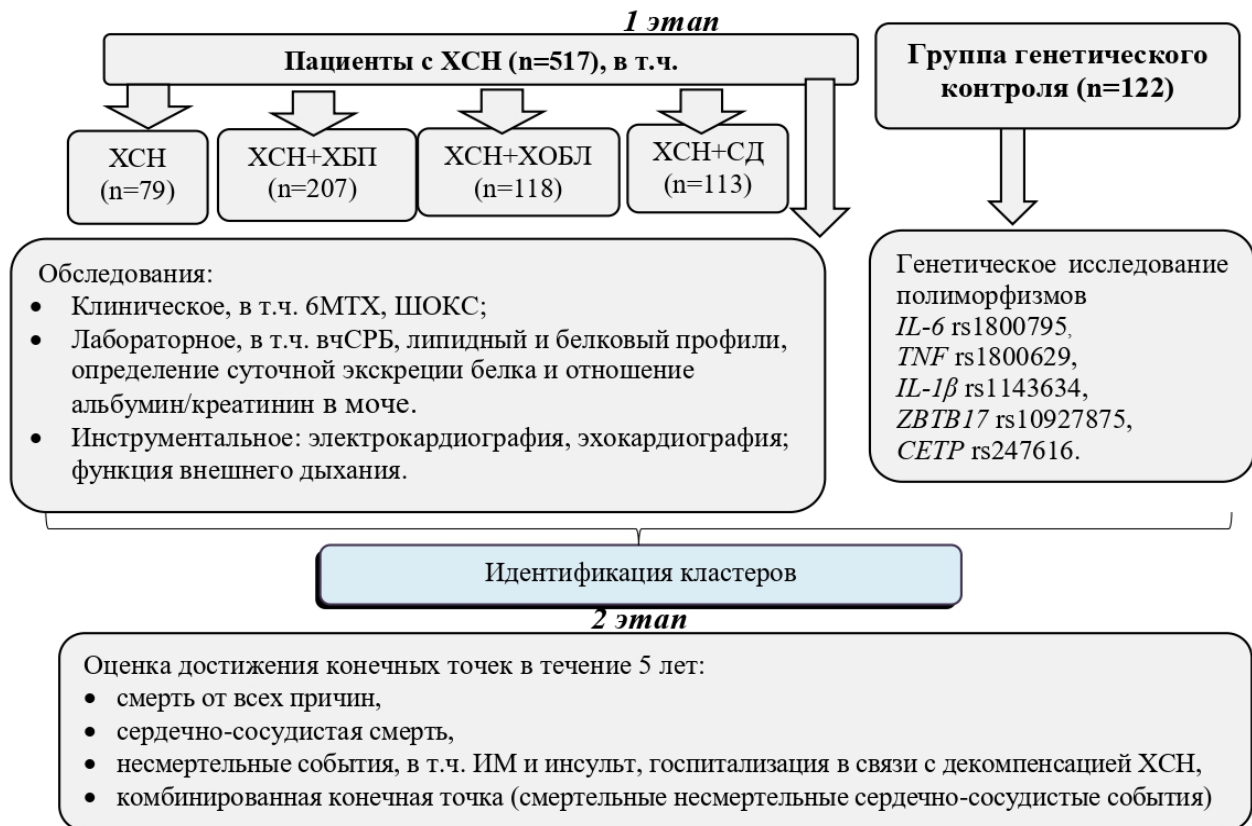 1 этап
Пациенты с ХСН (n=517), в т.ч.
Группа генетического
контроля (n=122)
ХСН
(n=79)
ХСН+ХБП
(n=207)
ХСН+ХОБЛ
(n=118)
ХСН+СД
(n=113)
Обследования:
• Клиническое, в т.ч. 6МТХ, ШОКС;
• Лабораторное, в т.ч. вчСРБ, липидный и белковый профили,
определение суточной экскреции белка и отношение
альбумин/креатинин в моче.
• Инструментальное: электрокардиография, эхокардиография;
функция внешнего дыхания.
Генетическое исследование
полиморфизмов
IL-6 rs1800795,
TNF rs1800629,
IL-1β rs1143634,
ZBTB17 rs10927875,
CETP rs247616.
Идентификация кластеров
2 этап
Оценка достижения конечных точек в течение 5 лет:
• смерть от всех причин,
• сердечно-сосудистая смерть,
• несмертельные события, в т.ч. ИМ и инсульт, госпитализация в связи с декомпенсацией ХСН,
• комбинированная конечная точка (смертельные несмертельные сердечно-сосудистые события)